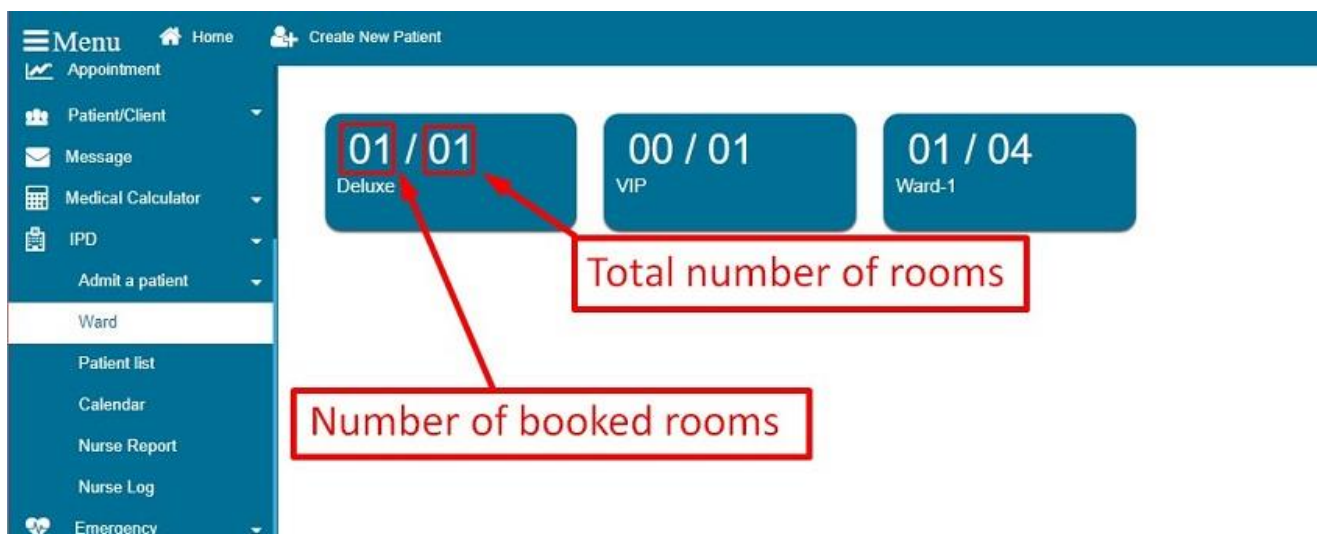 Menu Home Create New Patient
Appointment
Patient/Client
Message
Medical Calculator
IPD
Admit a patient
Ward
Patient list
Calendar
Nurse Report
Nurse Log
Emergency
01 / 01
Deluxe
00 / 01
VIP
01 / 04
Ward-1
Total number of rooms
Number of booked rooms